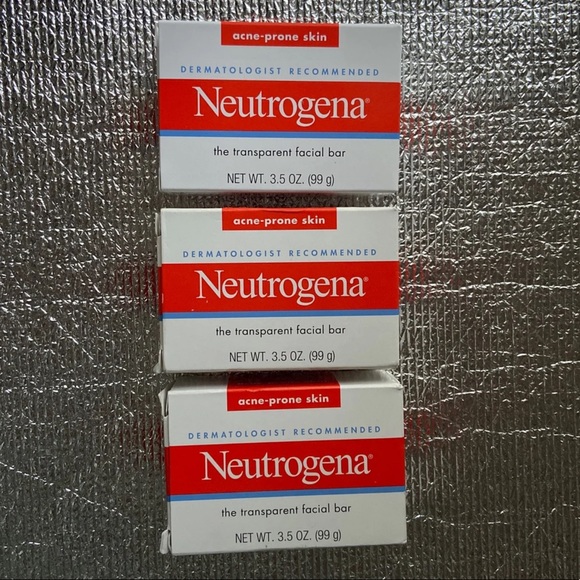 acne-prone skin
DERMATOLOGIST RECOMMENDED
Neutrogena®
the transparent facial bar
NET WT. 3.5 OZ. (99 g)
acne-prone skin
DERMATOLOGIST RECOMMENDED
Neutrogena®
the transparent facial bar
NET WT. 3.5 OZ. (99 g)
acne-prone skin
DERMATOLOGIST RECOMMENDED
Neutrogena®
the transparent facial bar
NET WT. 3.5 OZ. (99 g)